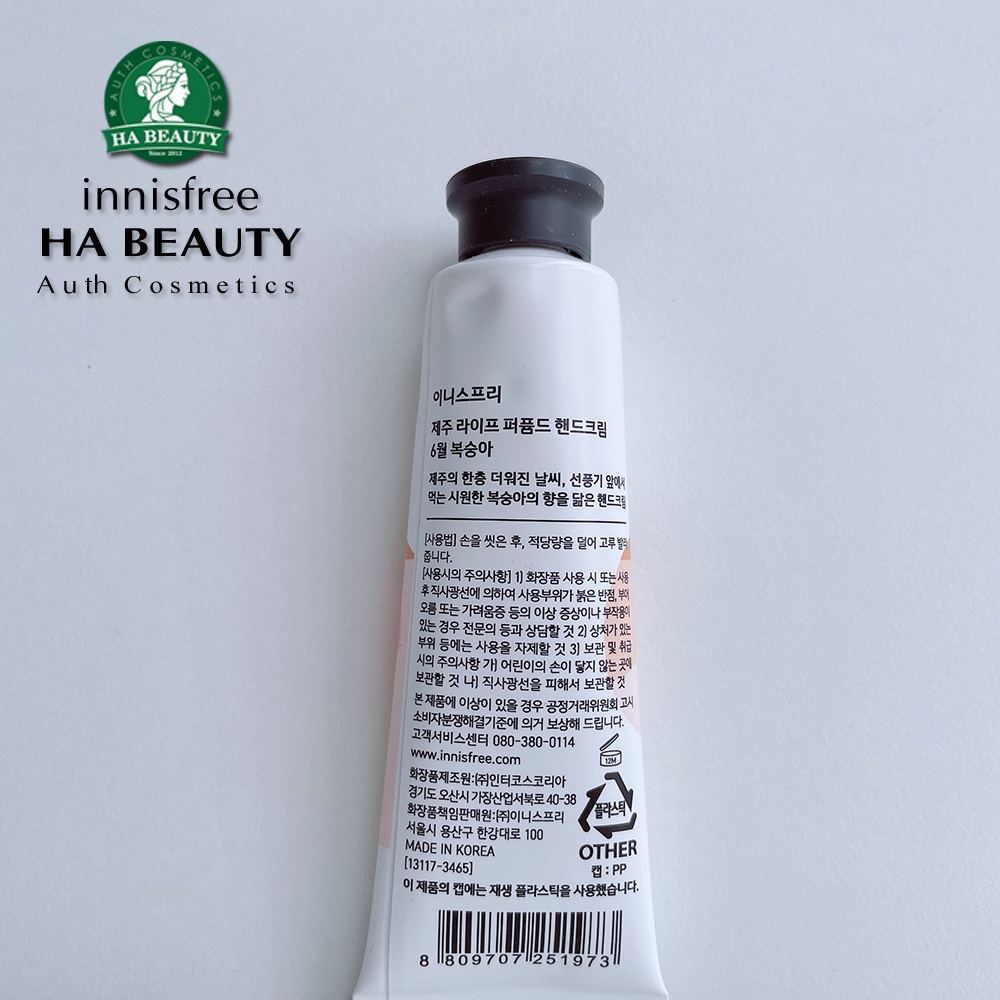 AUTH COSMETICS
HA BEAUTY
Since 2012
innisfree
HA BEAUTY
Auth Cosmetics
이니스프리
제주 라이프 퍼퓸드 핸드크림
6월 복숭아
제주의 한층 더워진 날씨, 선풍기 앞에서
먹는 시원한 복숭아의 향을 닮은 핸드크림
[사용법] 손을 씻은 후, 적당량을 덜어 고루 발라
줍니다.
[사용시의 주의사항] 1) 화장품 사용 시 또는 사용
후 직사광선에 의하여 사용부위가 붉은 반점, 부어
오름 또는 가려움증 등의 이상 증상이나 부작용이
있는 경우 전문의 등과 상담할 것 2) 상처가 있는
부위 등에는 사용을 자제할 것 3) 보관 및 취급
시의 주의사항 가) 어린이의 손이 닿지 않는 곳에
보관할 것 나) 직사광선을 피해서 보관할 것
본 제품에 이상이 있을 경우 공정거래위원회 고시
소비자분쟁해결기준에 의거 보상해 드립니다.
고객서비스센터 080-380-0114
www.innisfree.com
12M
화장품제조원:(주)인터코스코리아
경기도 오산시 가장산업서북로 40-38
화장품책임판매원:(주)이니스프리
서울시 용산구 한강대로 100
MADE IN KOREA
[13117-3465]
플라스틱
OTHER
캡 : PP
이 제품의 캡에는 재생 플라스틱을 사용했습니다.
8 809707 251973